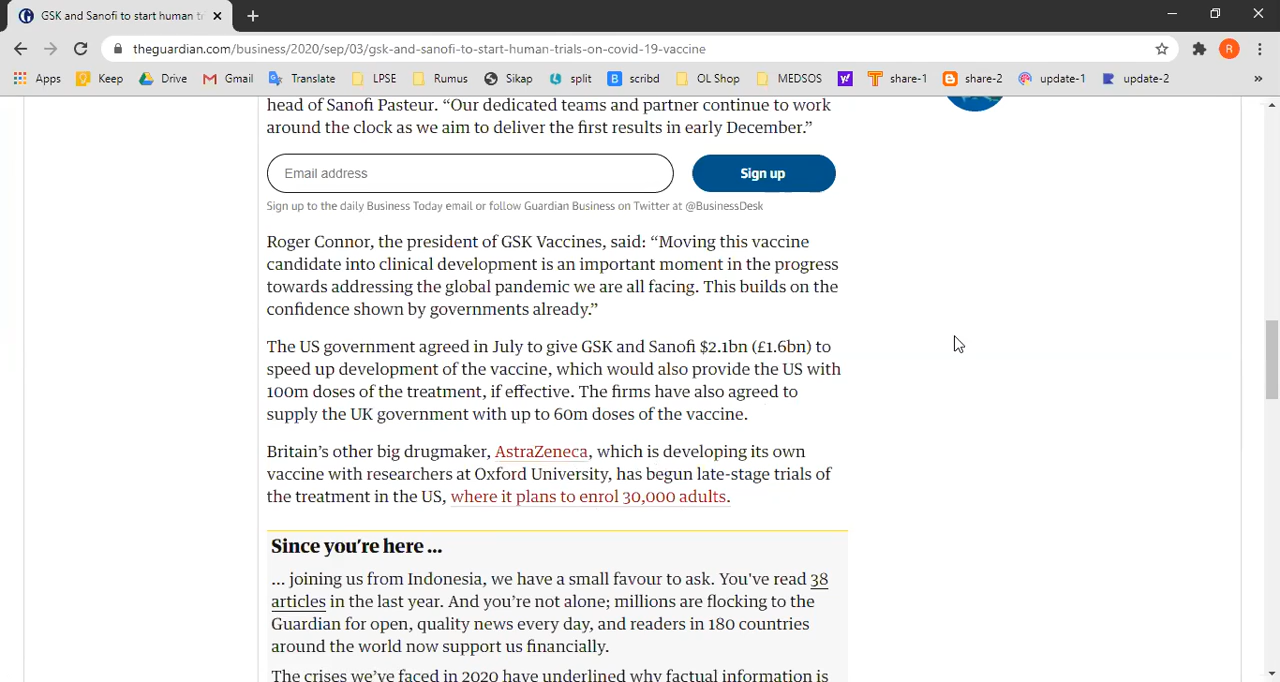 GSK and Sanofi to start human t
theguardian.com/business/2020/sep/03/gsk-and-sanofi-to-start-human-trials-on-covid-19-vaccine
R
Apps Keep Drive Gmail Translate LPSE Rumus Sikap split scribd OL Shop MEDSOS share-1 share-2 update-1 update-2 »
head of Sanofi Pasteur. “Our dedicated teams and partner continue to work
around the clock as we aim to deliver the first results in early December.”
Email address Sign up
Sign up to the daily Business Today email or follow Guardian Business on Twitter at @BusinessDesk
Roger Connor, the president of GSK Vaccines, said: “Moving this vaccine
candidate into clinical development is an important moment in the progress
towards addressing the global pandemic we are all facing. This builds on the
confidence shown by governments already.”
The US government agreed in July to give GSK and Sanofi $2.1bn (£1.6bn) to
speed up development of the vaccine, which would also provide the US with
100m doses of the treatment, if effective. The firms have also agreed to
supply the UK government with up to 60m doses of the vaccine.
Britain’s other big drugmaker, AstraZeneca, which is developing its own
vaccine with researchers at Oxford University, has begun late-stage trials of
the treatment in the US, where it plans to enrol 30,000 adults.
Since you’re here ...
... joining us from Indonesia, we have a small favour to ask. You’ve read 38
articles in the last year. And you’re not alone; millions are flocking to the
Guardian for open, quality news every day, and readers in 180 countries
around the world now support us financially.
The crises we’ve faced in 2020 have underlined why factual information is